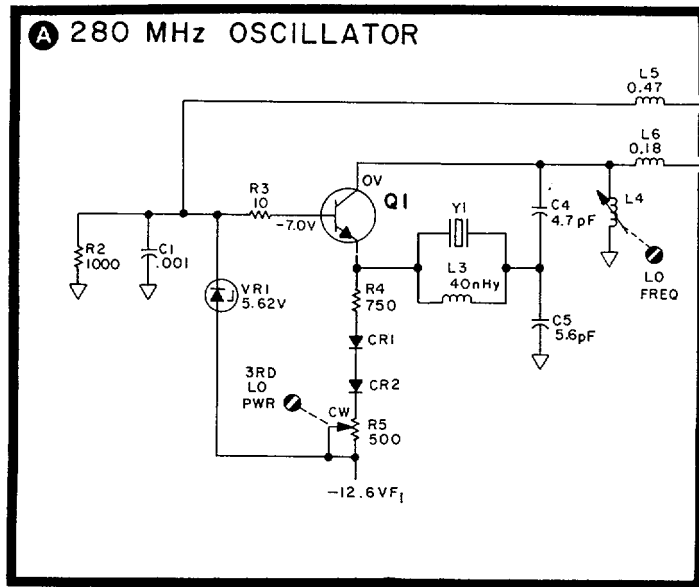 A 280 MHz OSCILLATOR
L5
0.47
L6
0.18
R3
10
0V
Q1
-7.0V
C4
4.7pF
L4
Y1
R2
1000
C1
.001
L3
40nHy
LO
FREQ
VR1
5.62V
R4
750
C5
5.6pF
CR1
3RD
LO
PWR
CR2
CW
R5
500
-12.6VF1